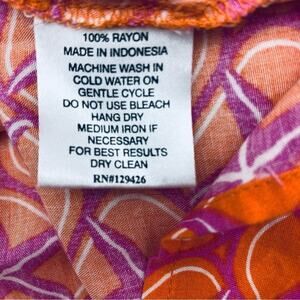 100% RAYON
MADE IN INDONESIA
MACHINE WASH IN
COLD WATER ON
GENTLE CYCLE
DO NOT USE BLEACH
HANG DRY
MEDIUM IRON IF
NECESSARY
FOR BEST RESULTS
DRY CLEAN
RN#129426